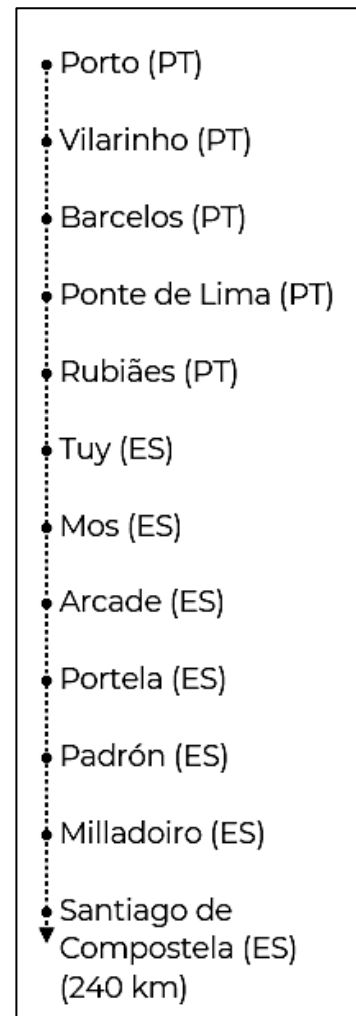 Porto (PT)
Vilarinho (PT)
Barcelos (PT)
Ponte de Lima (PT)
Rubiães (PT)
Tuy (ES)
Mos (ES)
Arcade (ES)
Portela (ES)
Padrón (ES)
Milladoiro (ES)
Santiago de
Compostela (ES)
(240 km)